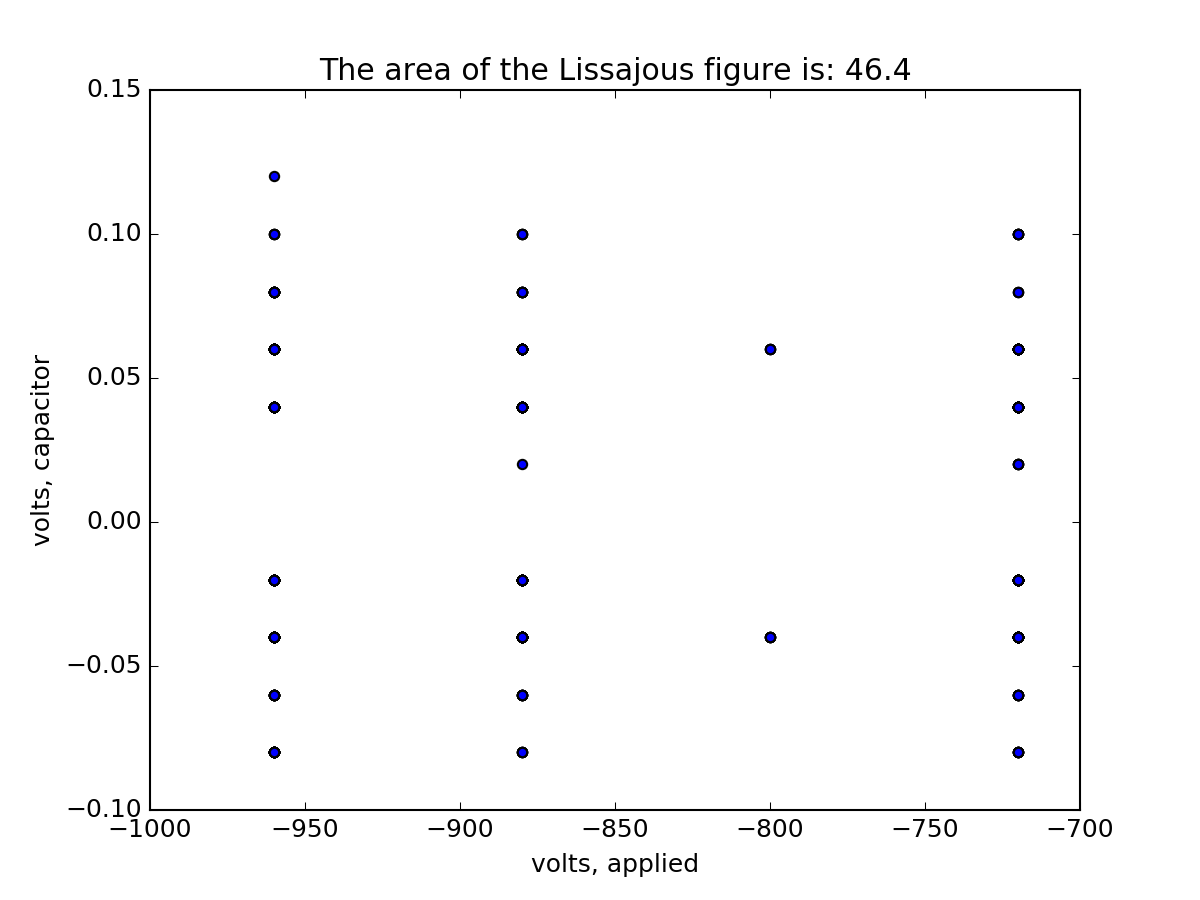 The area of the Lissajous figure is: 46.4
0.15
0.10
0.05
0.00
−0.05
−0.10
volts, capacitor
−1000 −950 −900 −850 −800 −750 −700
volts, applied